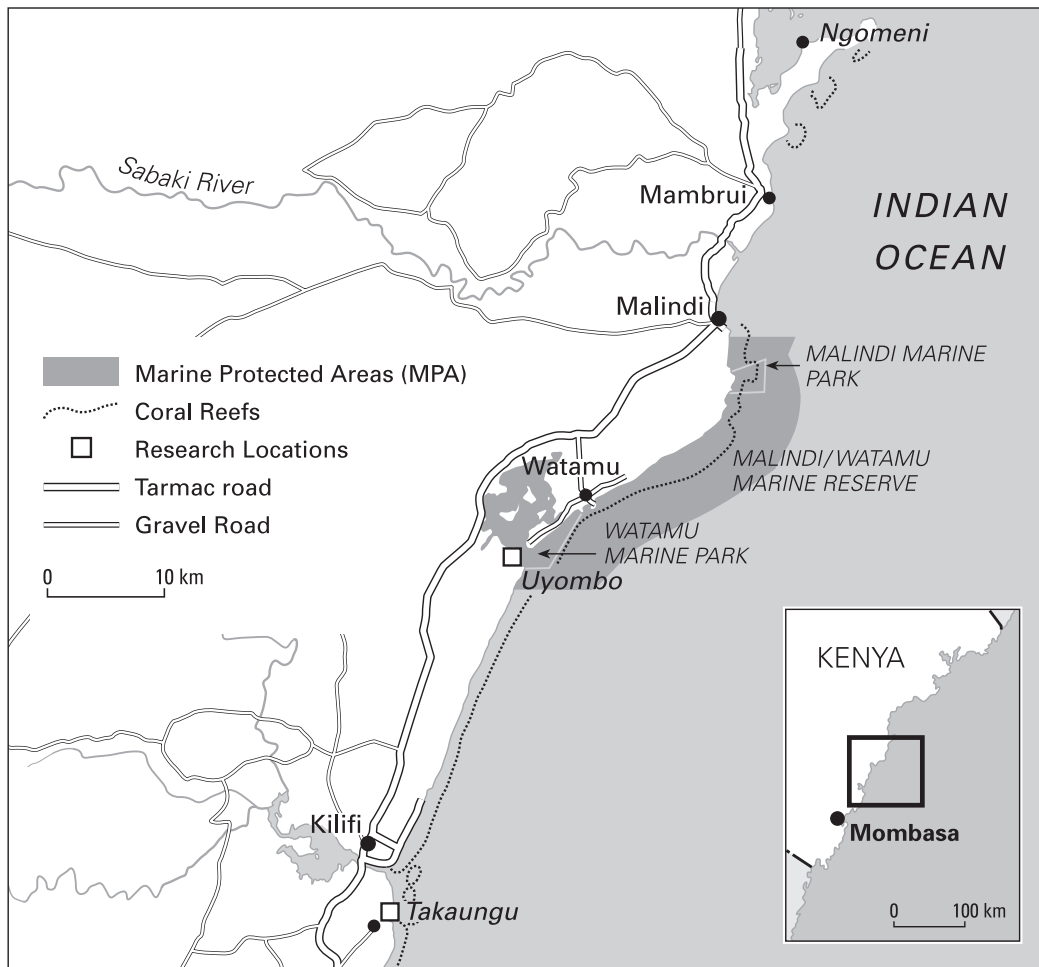 Ngomeni
Sabaki River
Mambrui
INDIAN
OCEAN
Malindi
MALINDI MARINE
PARK
Marine Protected Areas (MPA)
Coral Reefs
Research Locations
Tarmac road
Gravel Road
0 10 km
Watamu
MALINDI/WATAMU
MARINE RESERVE
WATAMU
MARINE PARK
Uyombo
KENYA
Mombasa
0 100 km
Kilifi
Takaungu